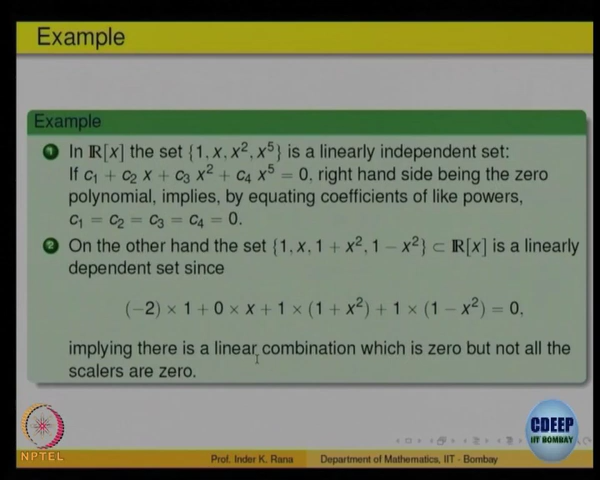 Example
Example
1 In ℝ[x] the set {1, x, x², x⁵} is a linearly independent set:
If c₁ + c₂ x + c₃ x² + c₄ x⁵ = 0, right hand side being the zero
polynomial, implies, by equating coefficients of like powers,
c₁ = c₂ = c₃ = c₄ = 0.
2 On the other hand the set {1, x, 1 + x², 1 − x²} ⊂ ℝ[x] is a linearly
dependent set since
(−2) × 1 + 0 × x + 1 × (1 + x²) + 1 × (1 − x²) = 0,
implying there is a linear combination which is zero but not all the
scalers are zero.
NPTEL
CDEEP
IIT BOMBAY
Prof. Inder K. Rana Department of Mathematics, IIT - Bombay